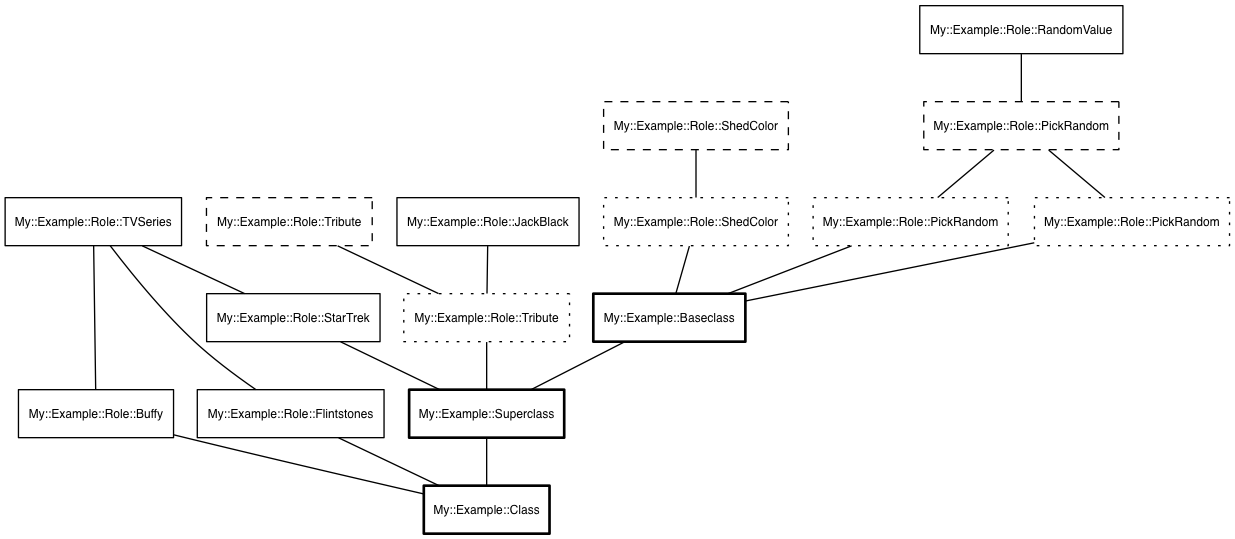 My::Example::Role::RandomValue
My::Example::Role::ShedColor
My::Example::Role::PickRandom
My::Example::Role::TVSeries
My::Example::Role::Tribute
My::Example::Role::JackBlack
My::Example::Role::ShedColor
My::Example::Role::PickRandom
My::Example::Role::PickRandom
My::Example::Role::StarTrek
My::Example::Role::Tribute
My::Example::Baseclass
My::Example::Role::Buffy
My::Example::Role::Flintstones
My::Example::Superclass
My::Example::Class